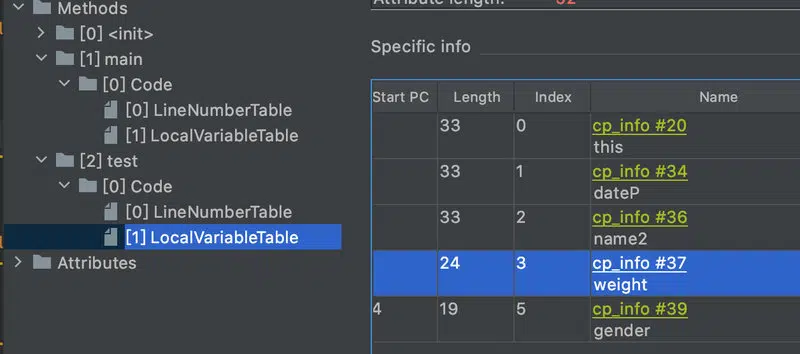 Methods
[0] <init>
[1] main
[0] Code
[0] LineNumberTable
[1] LocalVariableTable
[2] test
[0] Code
[0] LineNumberTable
[1] LocalVariableTable
Attributes
Attribute length:
Specific info
Start PC Length Index Name
33 0 cp_info #20
this
33 1 cp_info #34
dateP
33 2 cp_info #36
name2
24 3 cp_info #37
weight
4 19 5 cp_info #39
gender